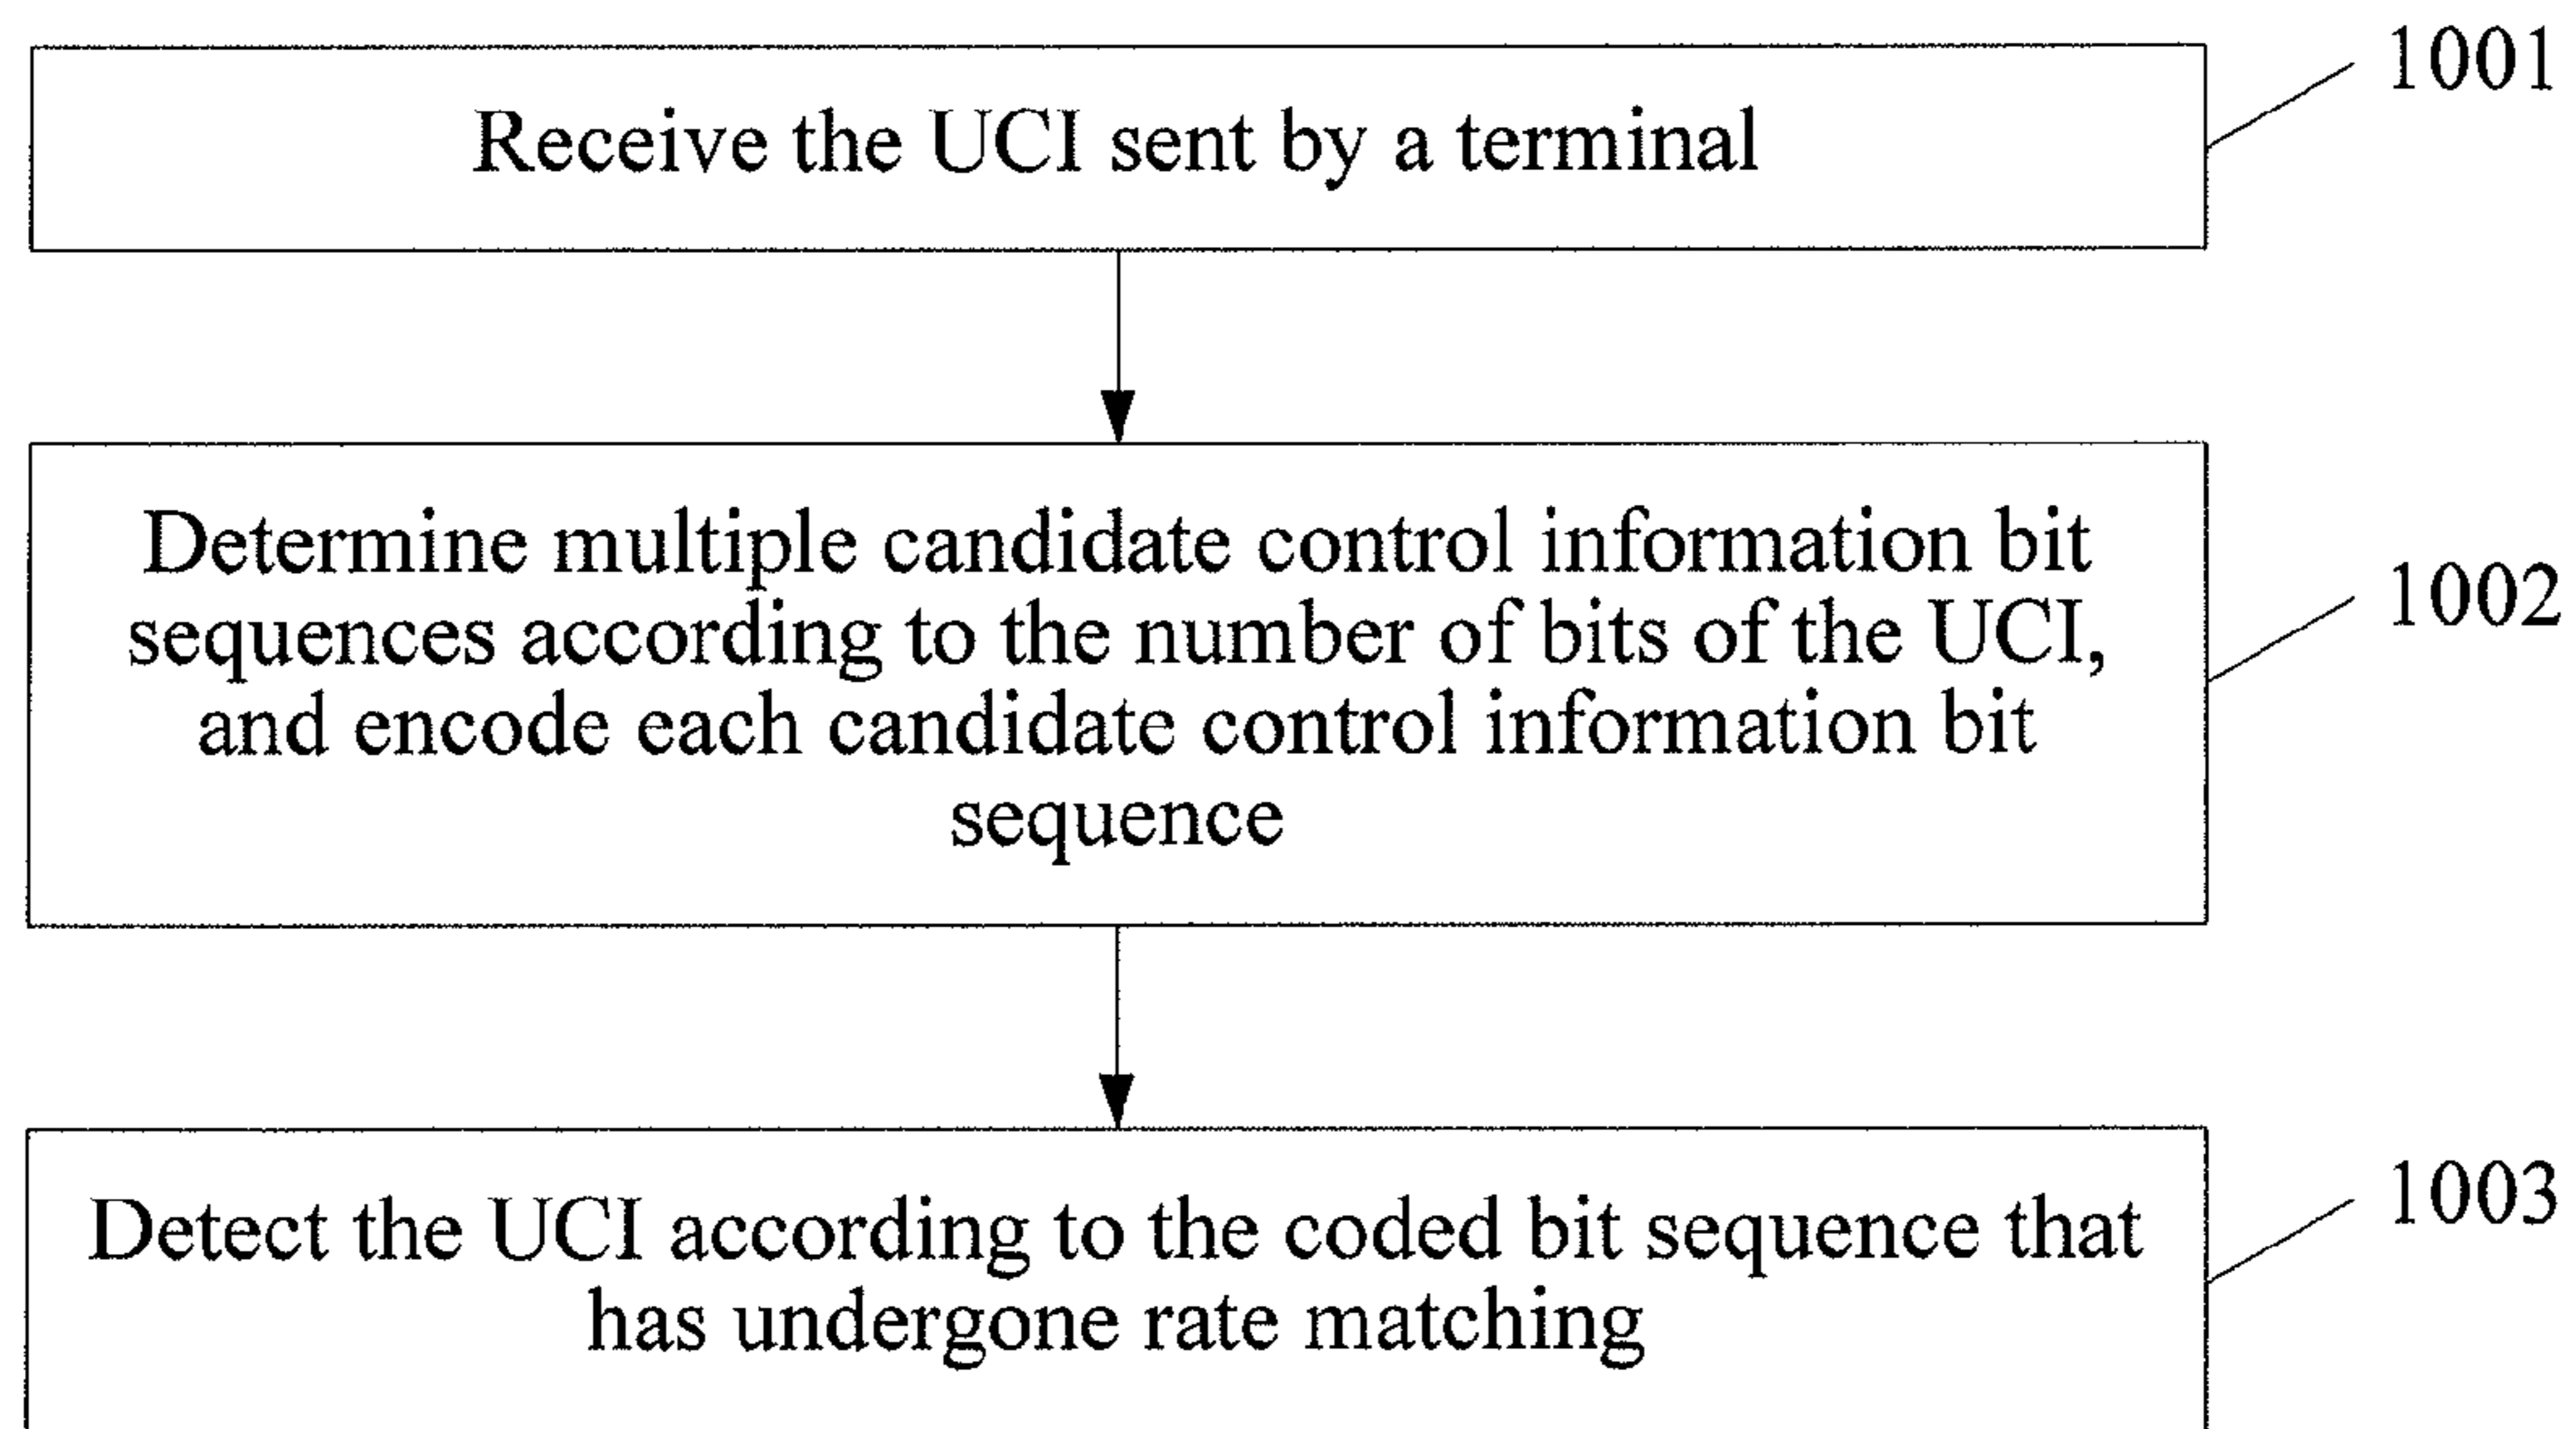 1001
Receive the UCI sent by a terminal
Determine multiple candidate control information bit
sequences according to the number of bits of the UCI,
and encode each candidate control information bit
sequence
1002
Detect the UCI according to the coded bit sequence that
has undergone rate matching
1003